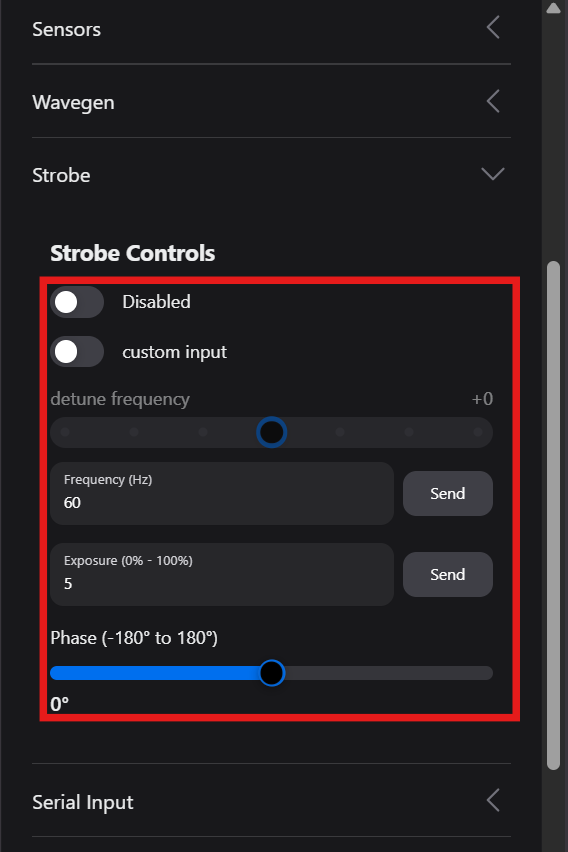 Sensors
Wavegen
Strobe
Strobe Controls
Disabled
custom input
detune frequency +0
Frequency (Hz)
60 Send
Exposure (0% - 100%)
5 Send
Phase (-180° to 180°)
0°
Serial Input